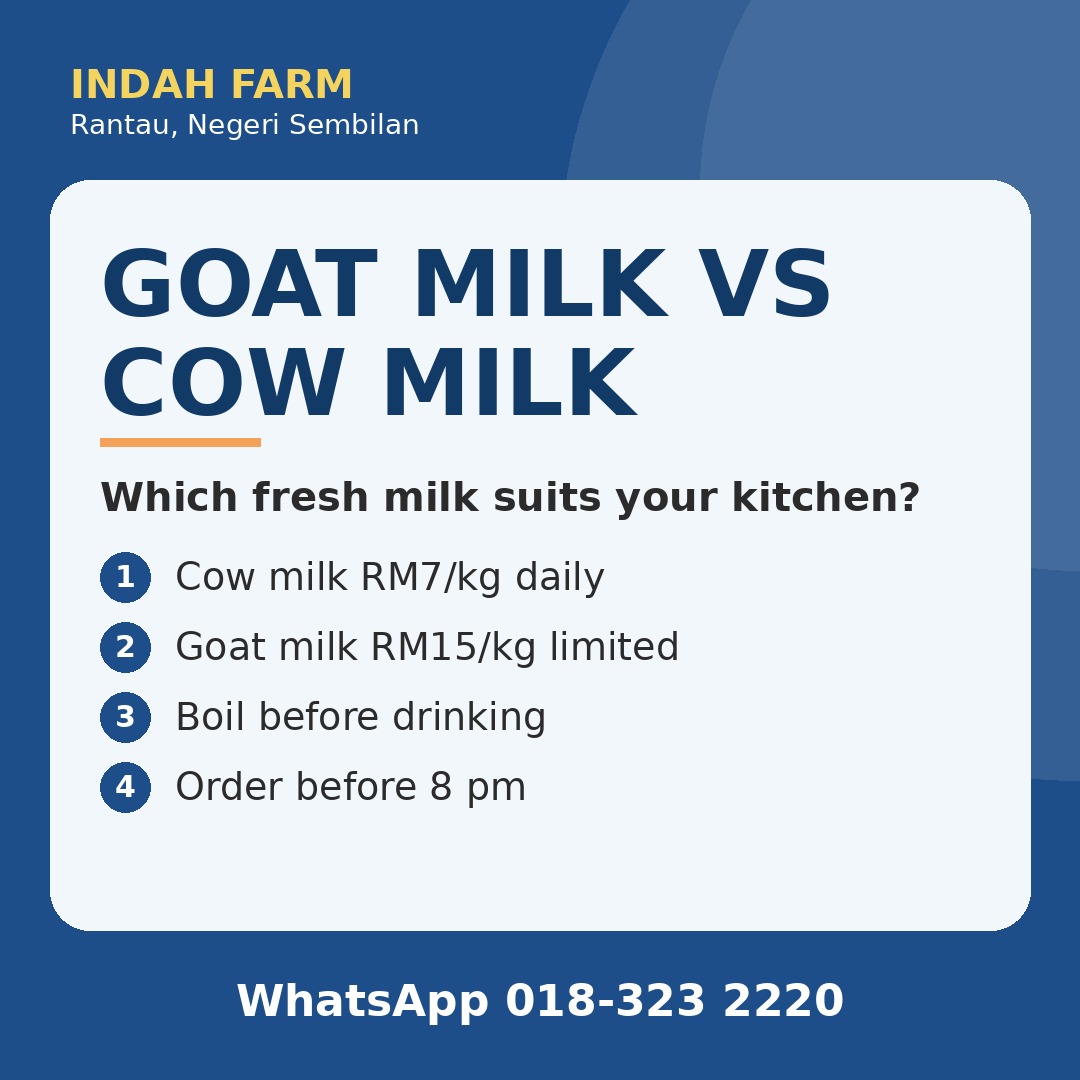 INDAH FARM
Rantau, Negeri Sembilan
GOAT MILK VS
COW MILK
Which fresh milk suits your kitchen?
1 Cow milk RM7/kg daily
2 Goat milk RM15/kg limited
3 Boil before drinking
4 Order before 8 pm
WhatsApp 018-323 2220